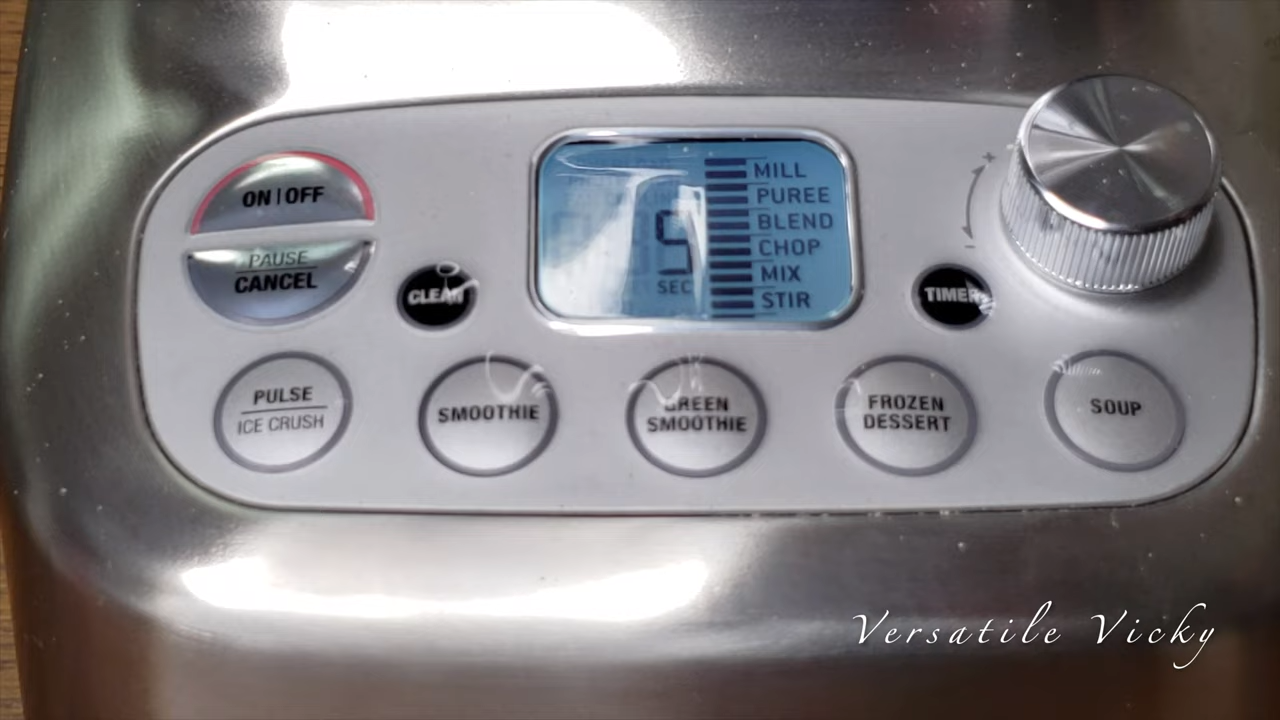 ON | OFF
PAUSE
CANCEL
CLEAN
5
SEC
MILL
PUREE
BLEND
CHOP
MIX
STIR
+
-
TIMER
PULSE
ICE CRUSH
SMOOTHIE
GREEN
SMOOTHIE
FROZEN
DESSERT
SOUP
Versatile Vicky